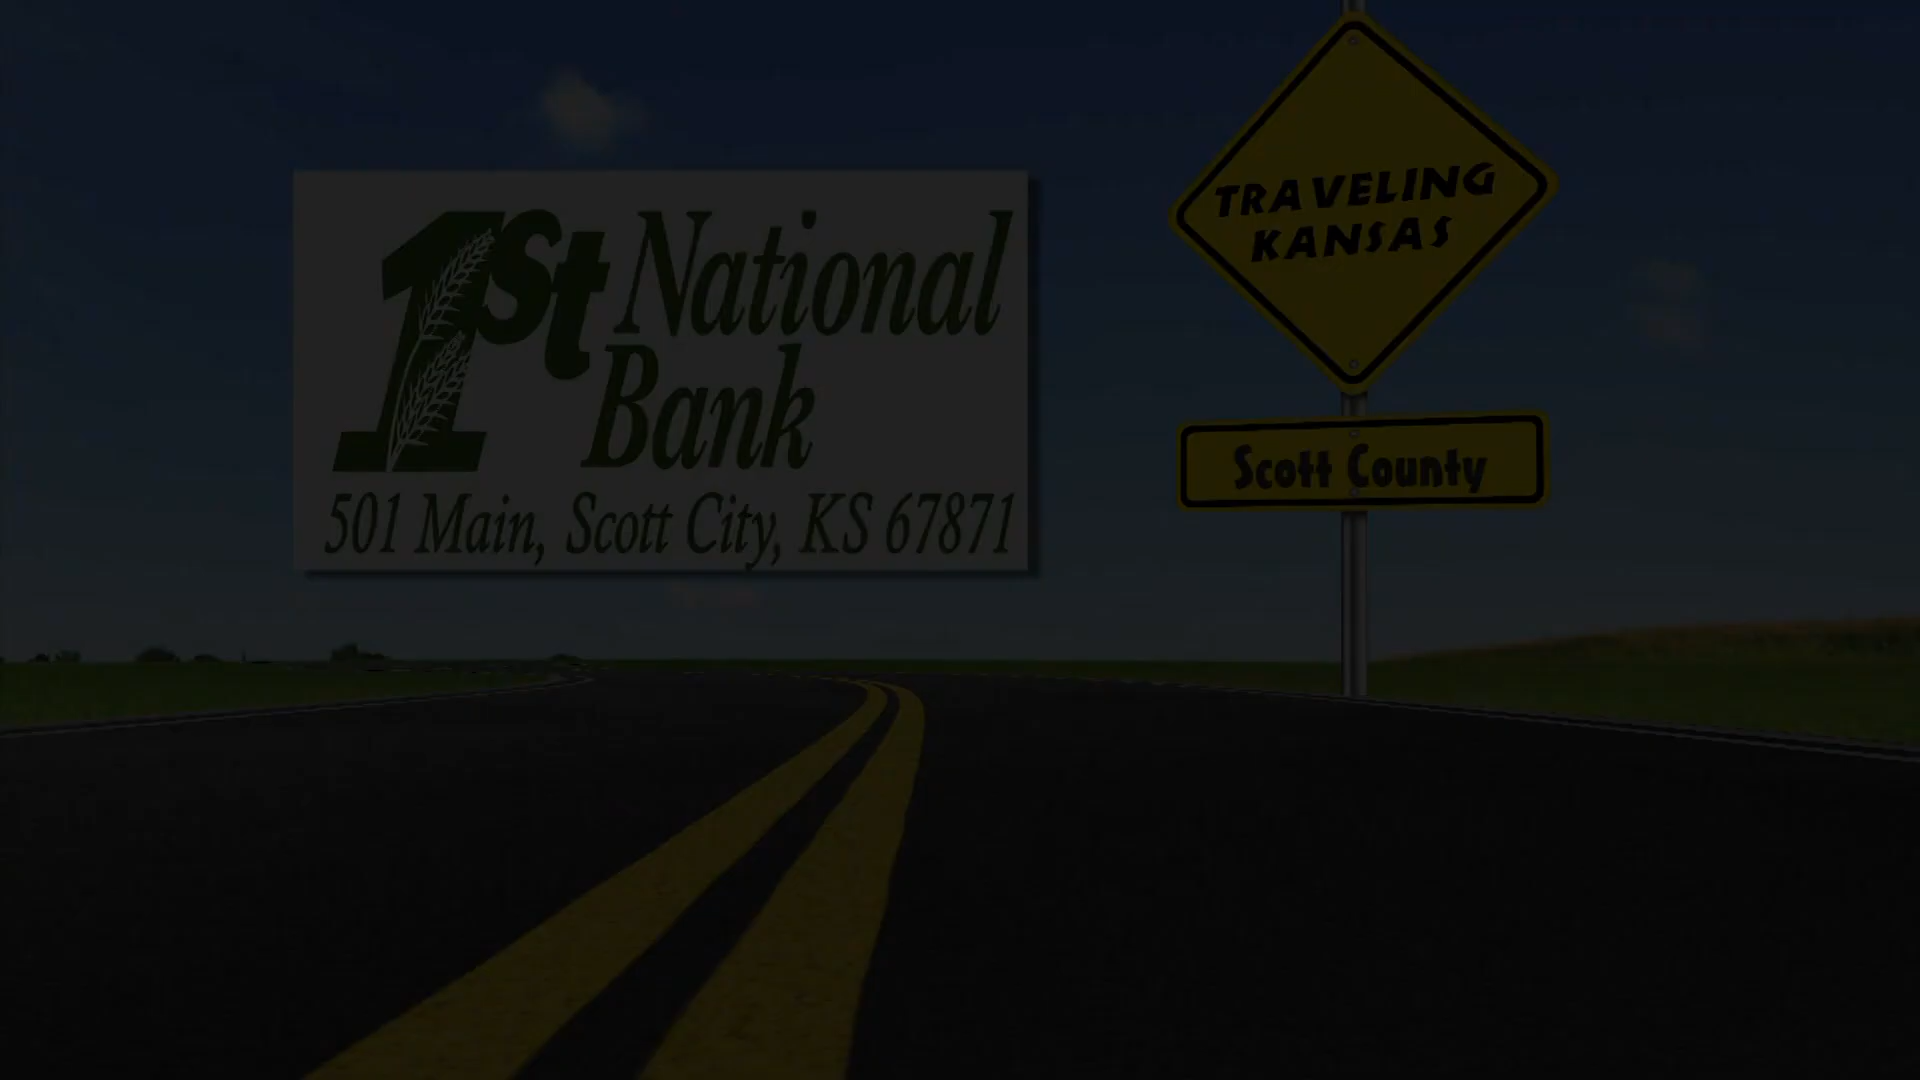 1st National
Bank
501 Main, Scott City, KS 67871
TRAVELING
KANSAS
Scott County